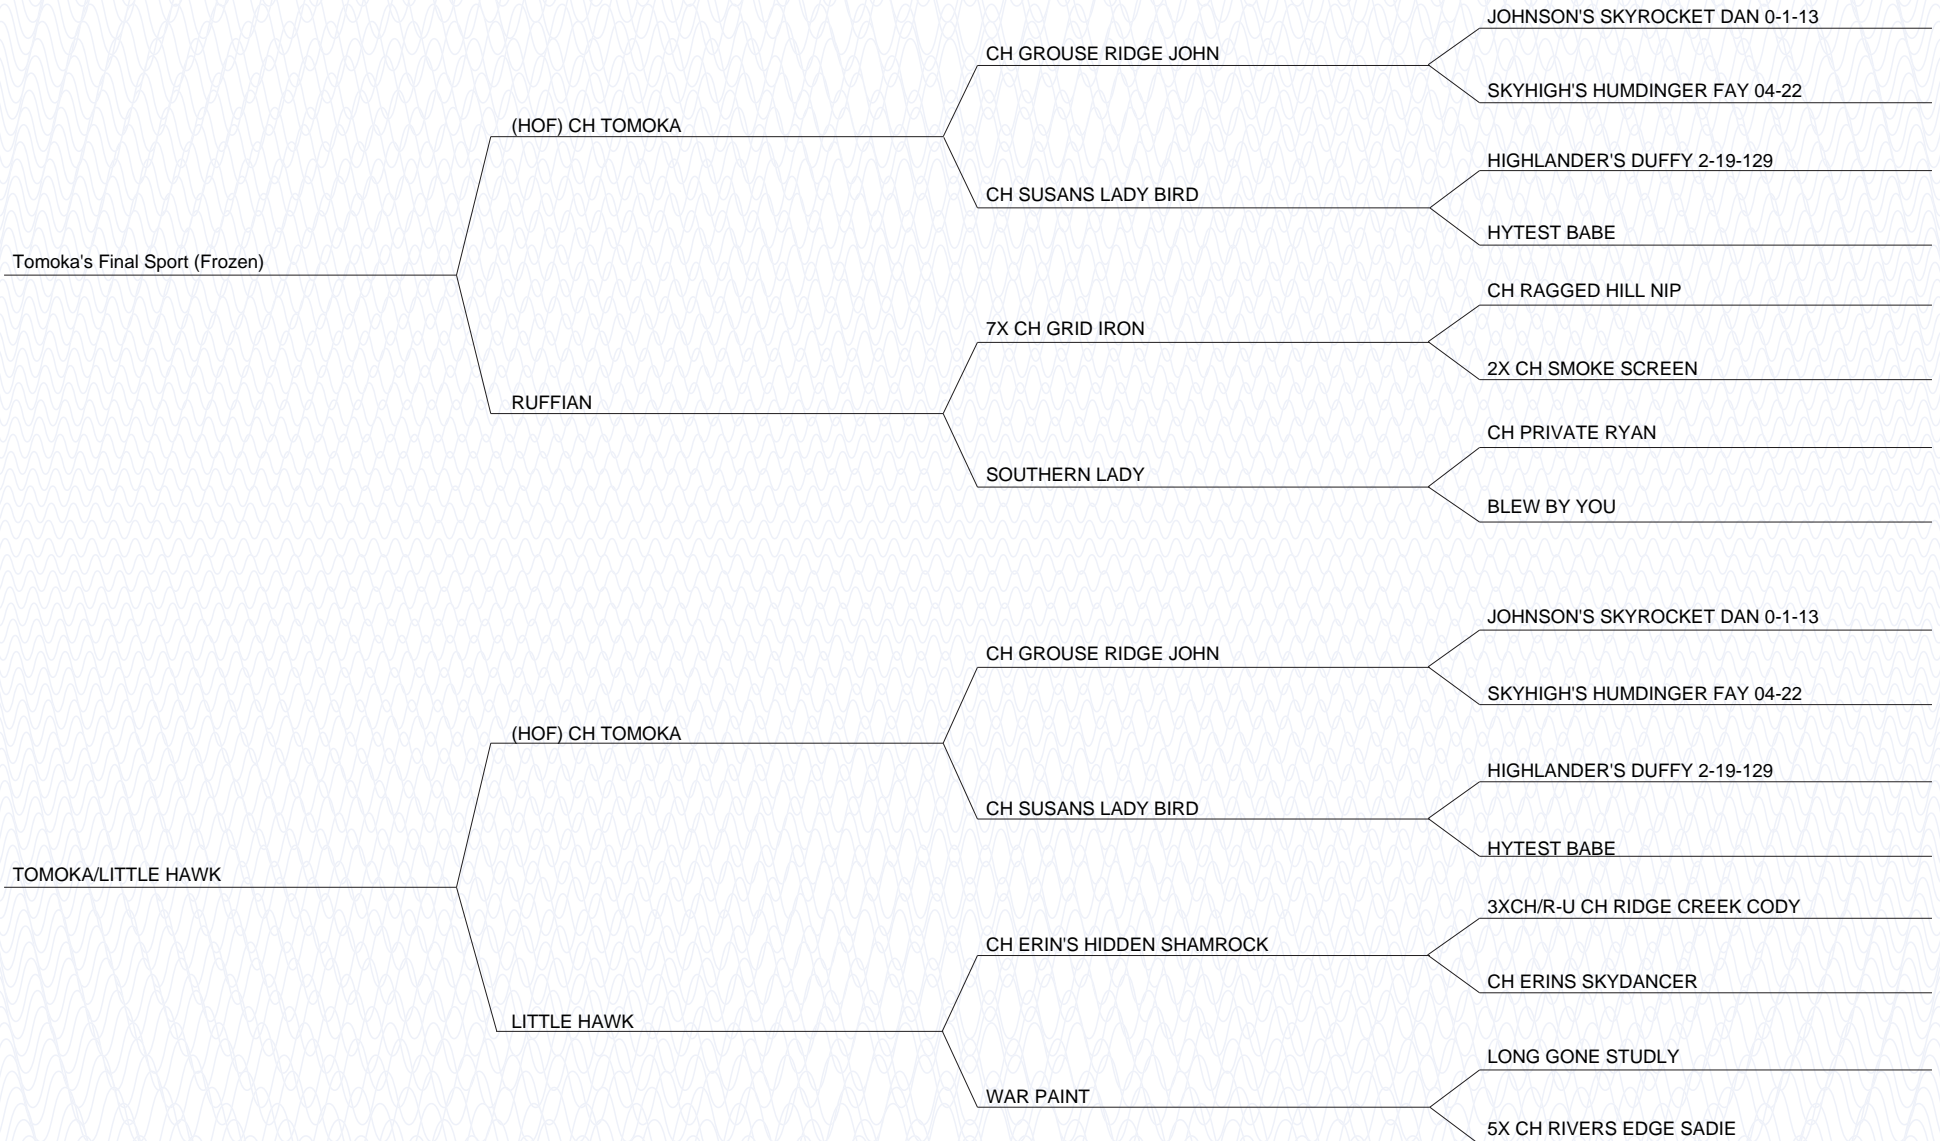 JOHNSON'S SKYROCKET DAN 0-1-13
CH GROUSE RIDGE JOHN
SKYHIGH'S HUMDINGER FAY 04-22
(HOF) CH TOMOKA
HIGHLANDER'S DUFFY 2-19-129
CH SUSANS LADY BIRD
HYTEST BABE
Tomoka's Final Sport (Frozen)
CH RAGGED HILL NIP
7X CH GRID IRON
2X CH SMOKE SCREEN
RUFFIAN
CH PRIVATE RYAN
SOUTHERN LADY
BLEW BY YOU
JOHNSON'S SKYROCKET DAN 0-1-13
CH GROUSE RIDGE JOHN
SKYHIGH'S HUMDINGER FAY 04-22
(HOF) CH TOMOKA
HIGHLANDER'S DUFFY 2-19-129
CH SUSANS LADY BIRD
HYTEST BABE
TOMOKA/LITTLE HAWK
3XCH/R-U CH RIDGE CREEK CODY
CH ERIN'S HIDDEN SHAMROCK
CH ERINS SKYDANCER
LITTLE HAWK
LONG GONE STUDLY
WAR PAINT
5X CH RIVERS EDGE SADIE